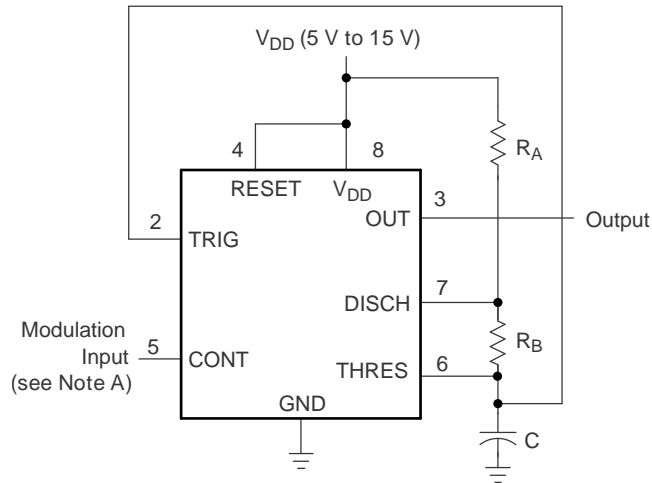 V_DD (5 V to 15 V)
4
8
R_A
RESET
V_DD
3
2
OUT
Output
TRIG
7
DISCH
Modulation
Input
(see Note A)
5
CONT
R_B
6
THRES
GND
C